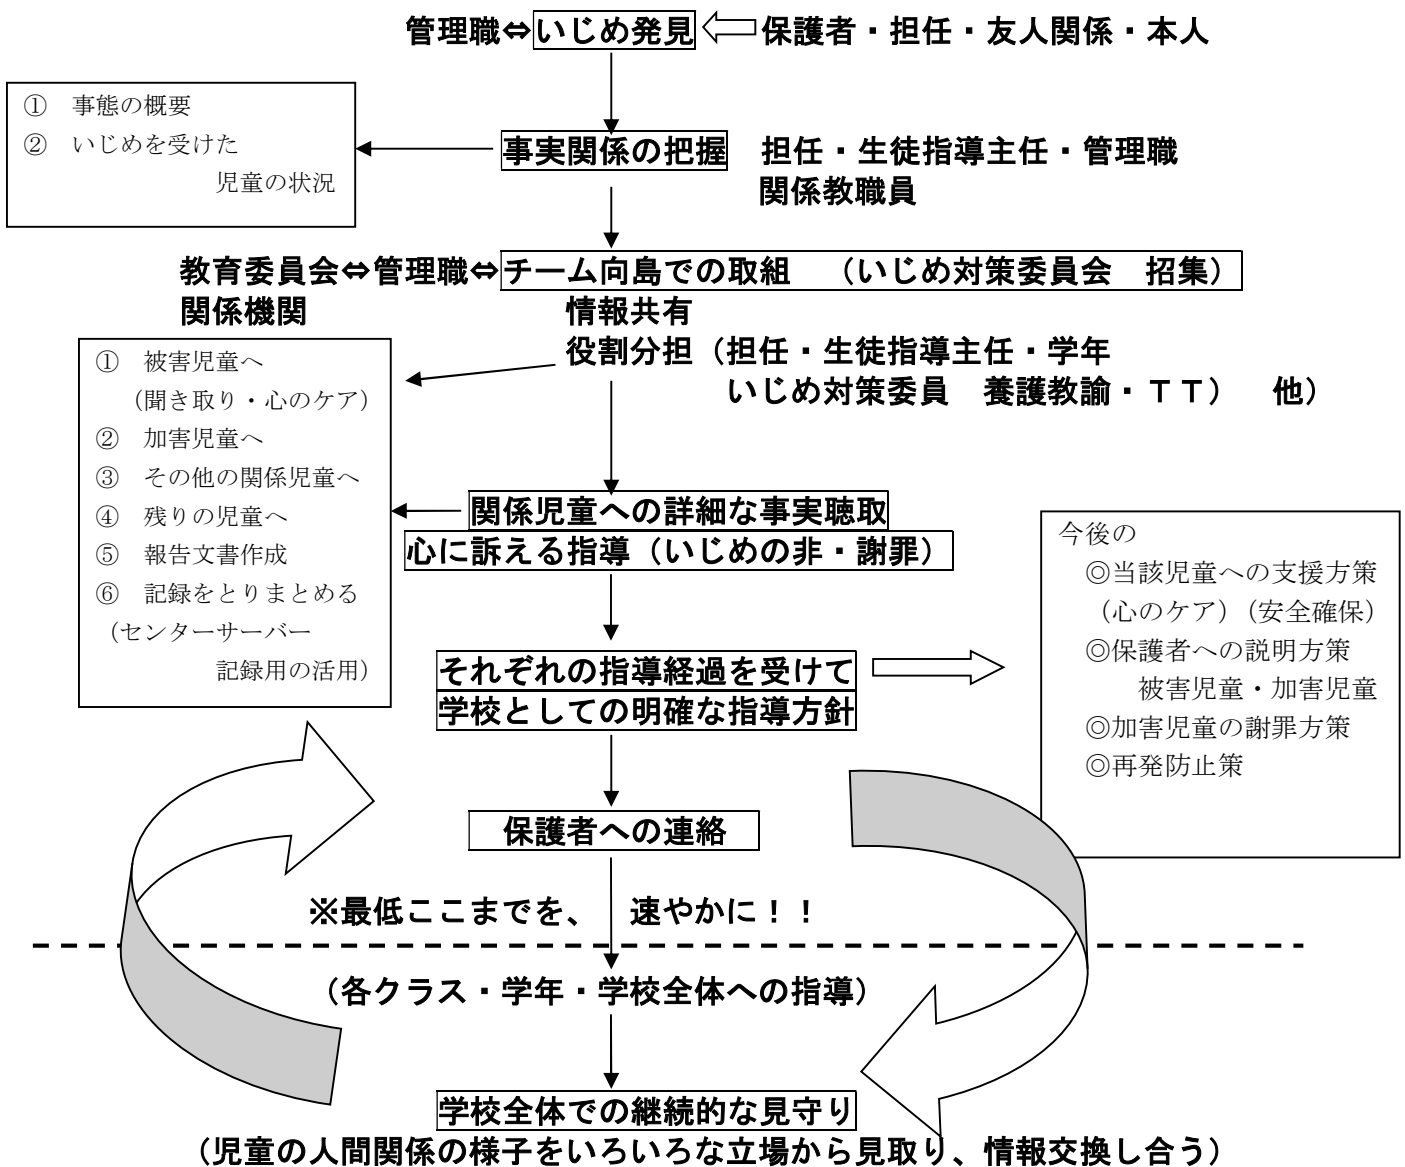 管理職⇔いじめ発見 保護者・担任・友人関係・本人
① 事態の概要
② いじめを受けた
児童の状況
事実関係の把握 担任・生徒指導主任・管理職
関係教職員
教育委員会⇔管理職⇔チーム向島での取組 （いじめ対策委員会 招集）
関係機関
情報共有
役割分担（担任・生徒指導主任・学年
いじめ対策委員 養護教諭・ＴＴ） 他）
① 被害児童へ
（聞き取り・心のケア）
② 加害児童へ
③ その他の関係児童へ
④ 残りの児童へ
⑤ 報告文書作成
⑥ 記録をとりまとめる
（センターサーバー
記録用の活用）
関係児童への詳細な事実聴取
心に訴える指導（いじめの非・謝罪）
それぞれの指導経過を受けて
学校としての明確な指導方針
今後の
◎当該児童への支援方策
（心のケア）（安全確保）
◎保護者への説明方策
被害児童・加害児童
◎加害児童の謝罪方策
◎再発防止策
保護者への連絡
※最低ここまでを、 速やかに！！
（各クラス・学年・学校全体への指導）
学校全体での継続的な見守り
（児童の人間関係の様子をいろいろな立場から見取り、情報交換し合う）